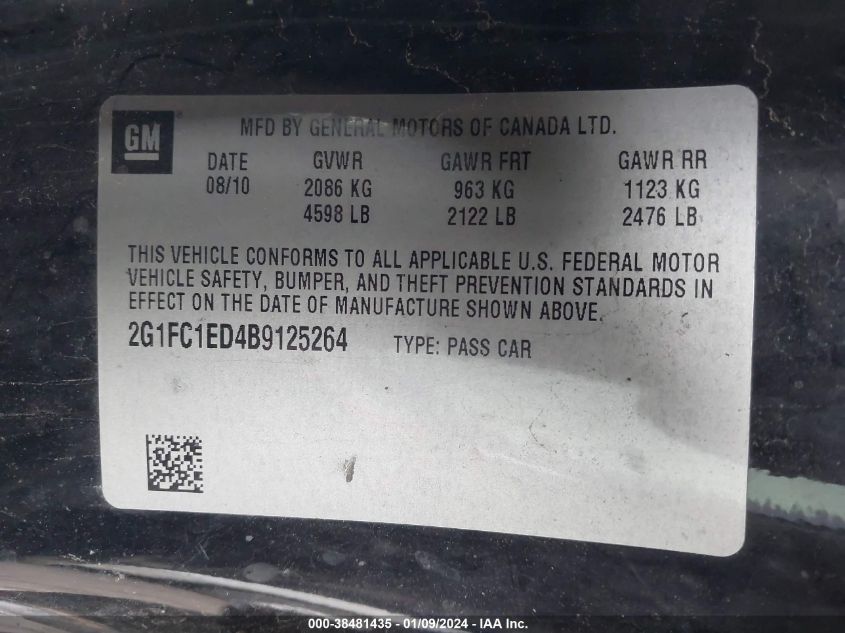 GM
MFD BY GENERAL MOTORS OF CANADA LTD.
DATE GVWR GAWR FRT GAWR RR
08/10 2086 KG 963 KG 1123 KG
4598 LB 2122 LB 2476 LB
THIS VEHICLE CONFORMS TO ALL APPLICABLE U.S. FEDERAL MOTOR
VEHICLE SAFETY, BUMPER, AND THEFT PREVENTION STANDARDS IN
EFFECT ON THE DATE OF MANUFACTURE SHOWN ABOVE.
2G1FC1ED4B9125264 TYPE: PASS CAR
000-38481435 - 01/09/2024 - IAA Inc.